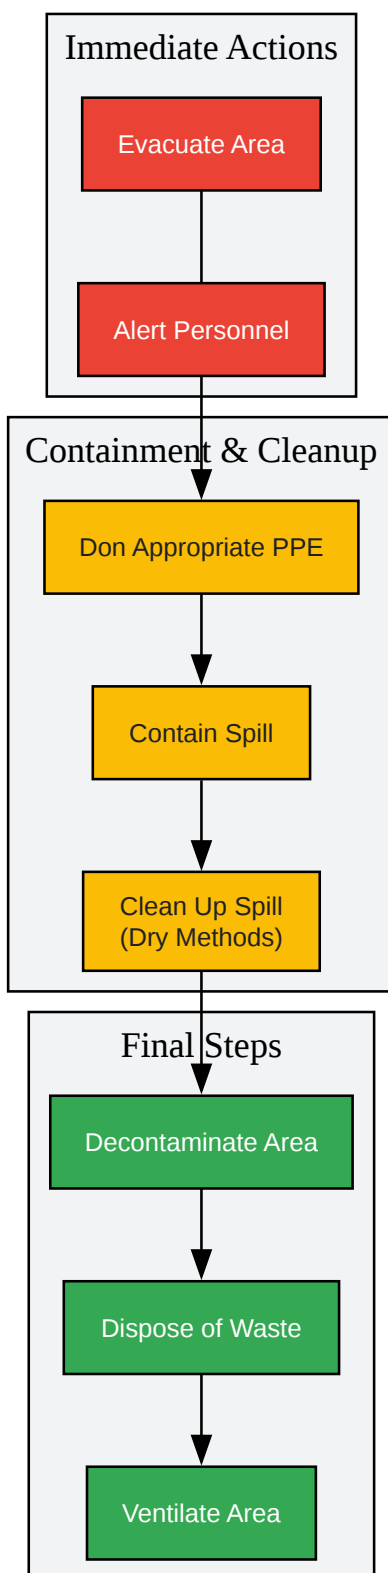 Immediate Actions
Evacuate Area
Alert Personnel
Containment & Cleanup
Don Appropriate PPE
Contain Spill
Clean Up Spill
(Dry Methods)
Final Steps
Decontaminate Area
Dispose of Waste
Ventilate Area